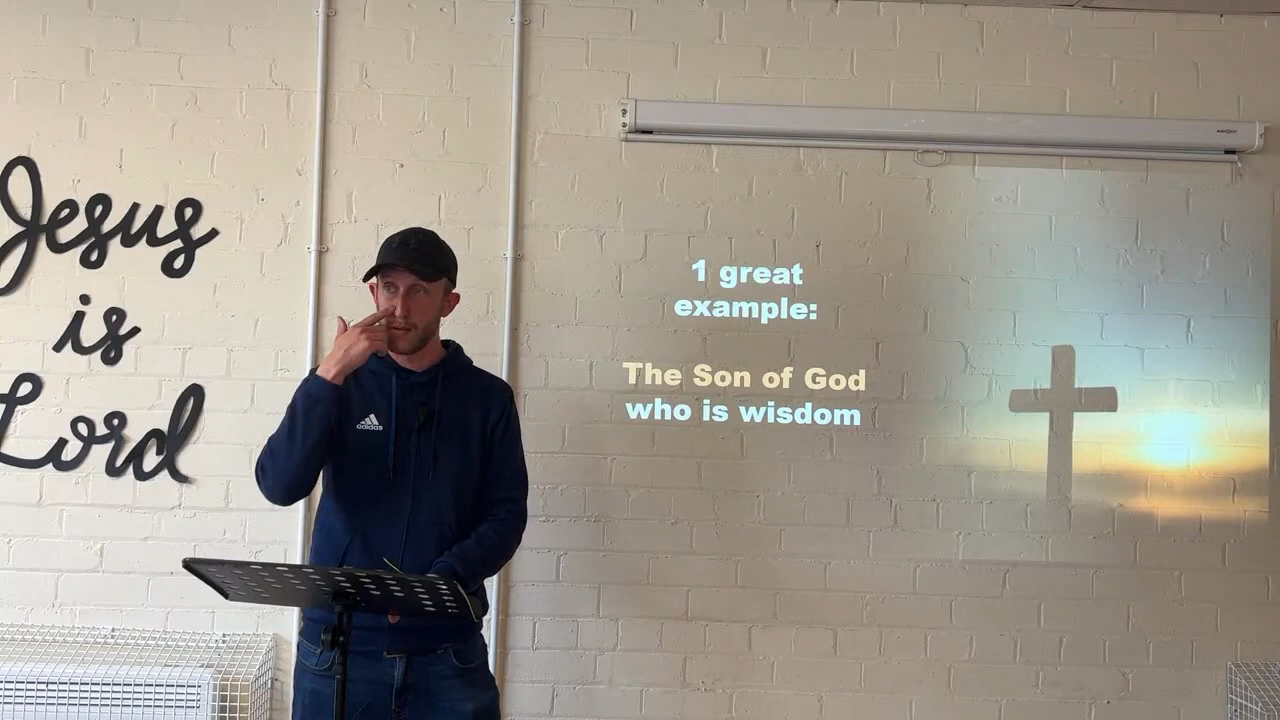 Jesus
is
Lord
1 great
example:
The Son of God
who is wisdom
adidas